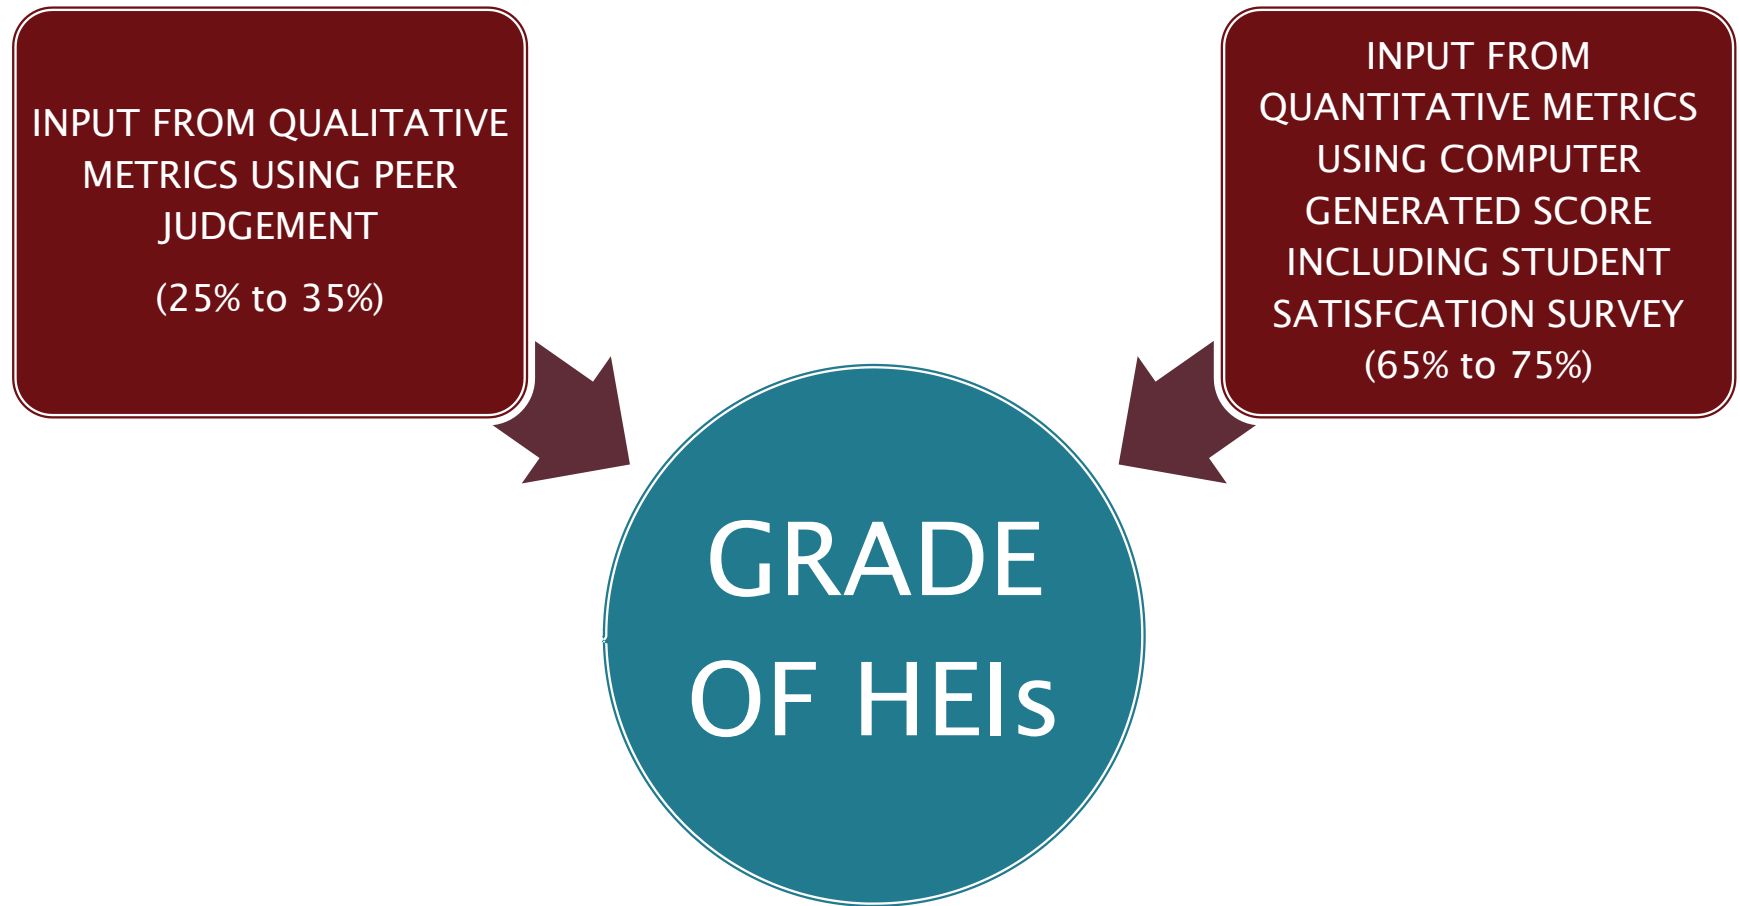 INPUT FROM QUALITATIVE
METRICS USING PEER
JUDGEMENT
(25% to 35%)
INPUT FROM
QUANTITATIVE METRICS
USING COMPUTER
GENERATED SCORE
INCLUDING STUDENT
SATISFCATION SURVEY
(65% to 75%)
GRADE
OF HEIs